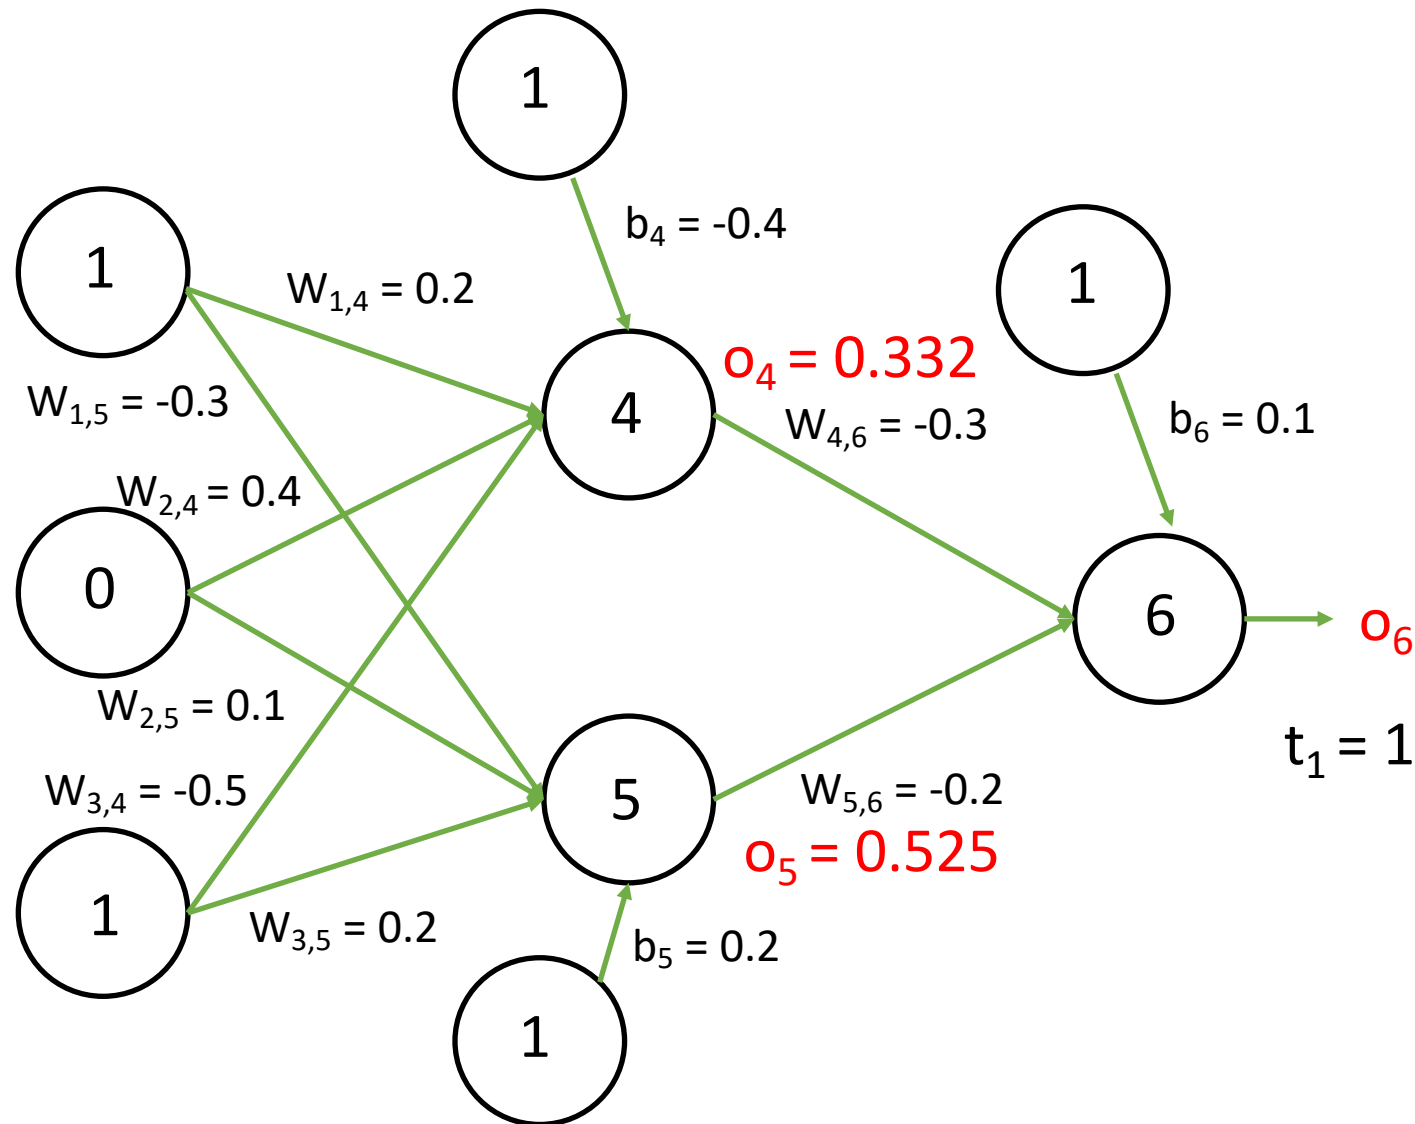 1
b₄ = -0.4
1
W₁,₄ = 0.2
1
o₄ = 0.332
W₁,₅ = -0.3
4
W₄,₆ = -0.3
b₆ = 0.1
W₂,₄ = 0.4
0
6
o₆
W₂,₅ = 0.1
t₁ = 1
W₃,₄ = -0.5
5
W₅,₆ = -0.2
o₅ = 0.525
1
W₃,₅ = 0.2
b₅ = 0.2
1